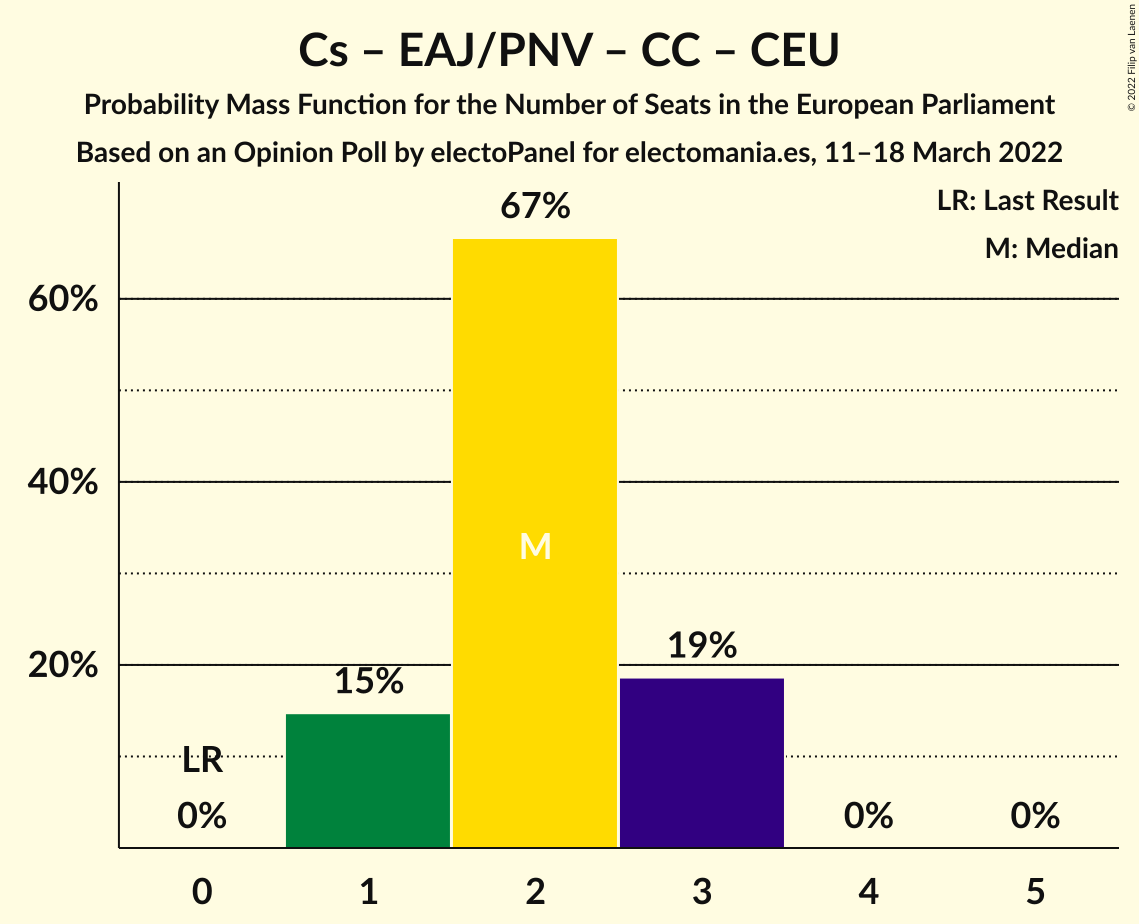 Cs – EAJ/PNV – CC – CEU
Probability Mass Function for the Number of Seats in the European Parliament
Based on an Opinion Poll by electoPanel for electomania.es, 11–18 March 2022
© 2022 Filip van Laenen
LR: Last Result
M: Median
67%
60%
40%
M
20%
19%
15%
LR
0%
0%
0%
0 1 2 3 4 5